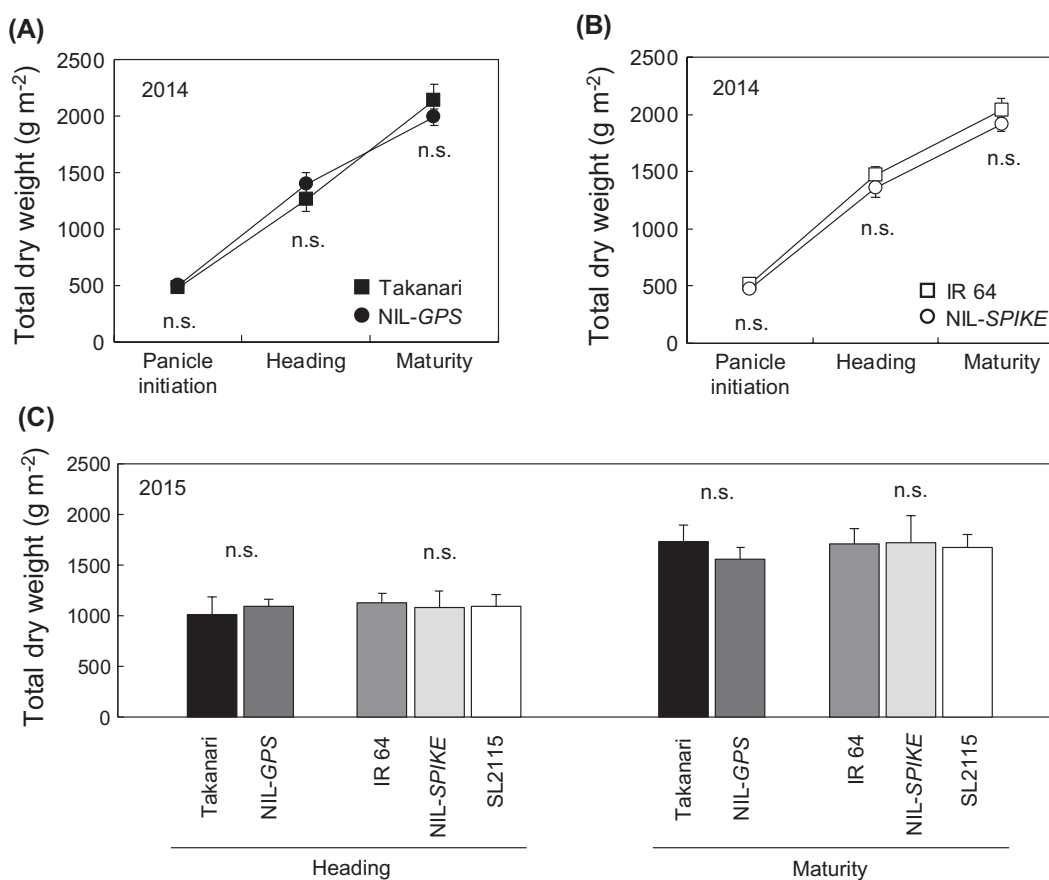 (A)
Total dry weight (g m-2)
2500
2000
1500
1000
500
0
2014
n.s.
n.s.
n.s.
Takanari
NIL-GPS
Panicle
initiation
Heading
Maturity
(B)
Total dry weight (g m-2)
2500
2000
1500
1000
500
0
2014
n.s.
n.s.
n.s.
IR 64
NIL-SPIKE
Panicle
initiation
Heading
Maturity
(C)
Total dry weight (g m-2)
2500
2000
1500
1000
500
0
2015
n.s.
n.s.
n.s.
n.s.
Takanari
NIL-GPS
IR 64
NIL-SPIKE
SL2115
Takanari
NIL-GPS
IR 64
NIL-SPIKE
SL2115
Heading
Maturity